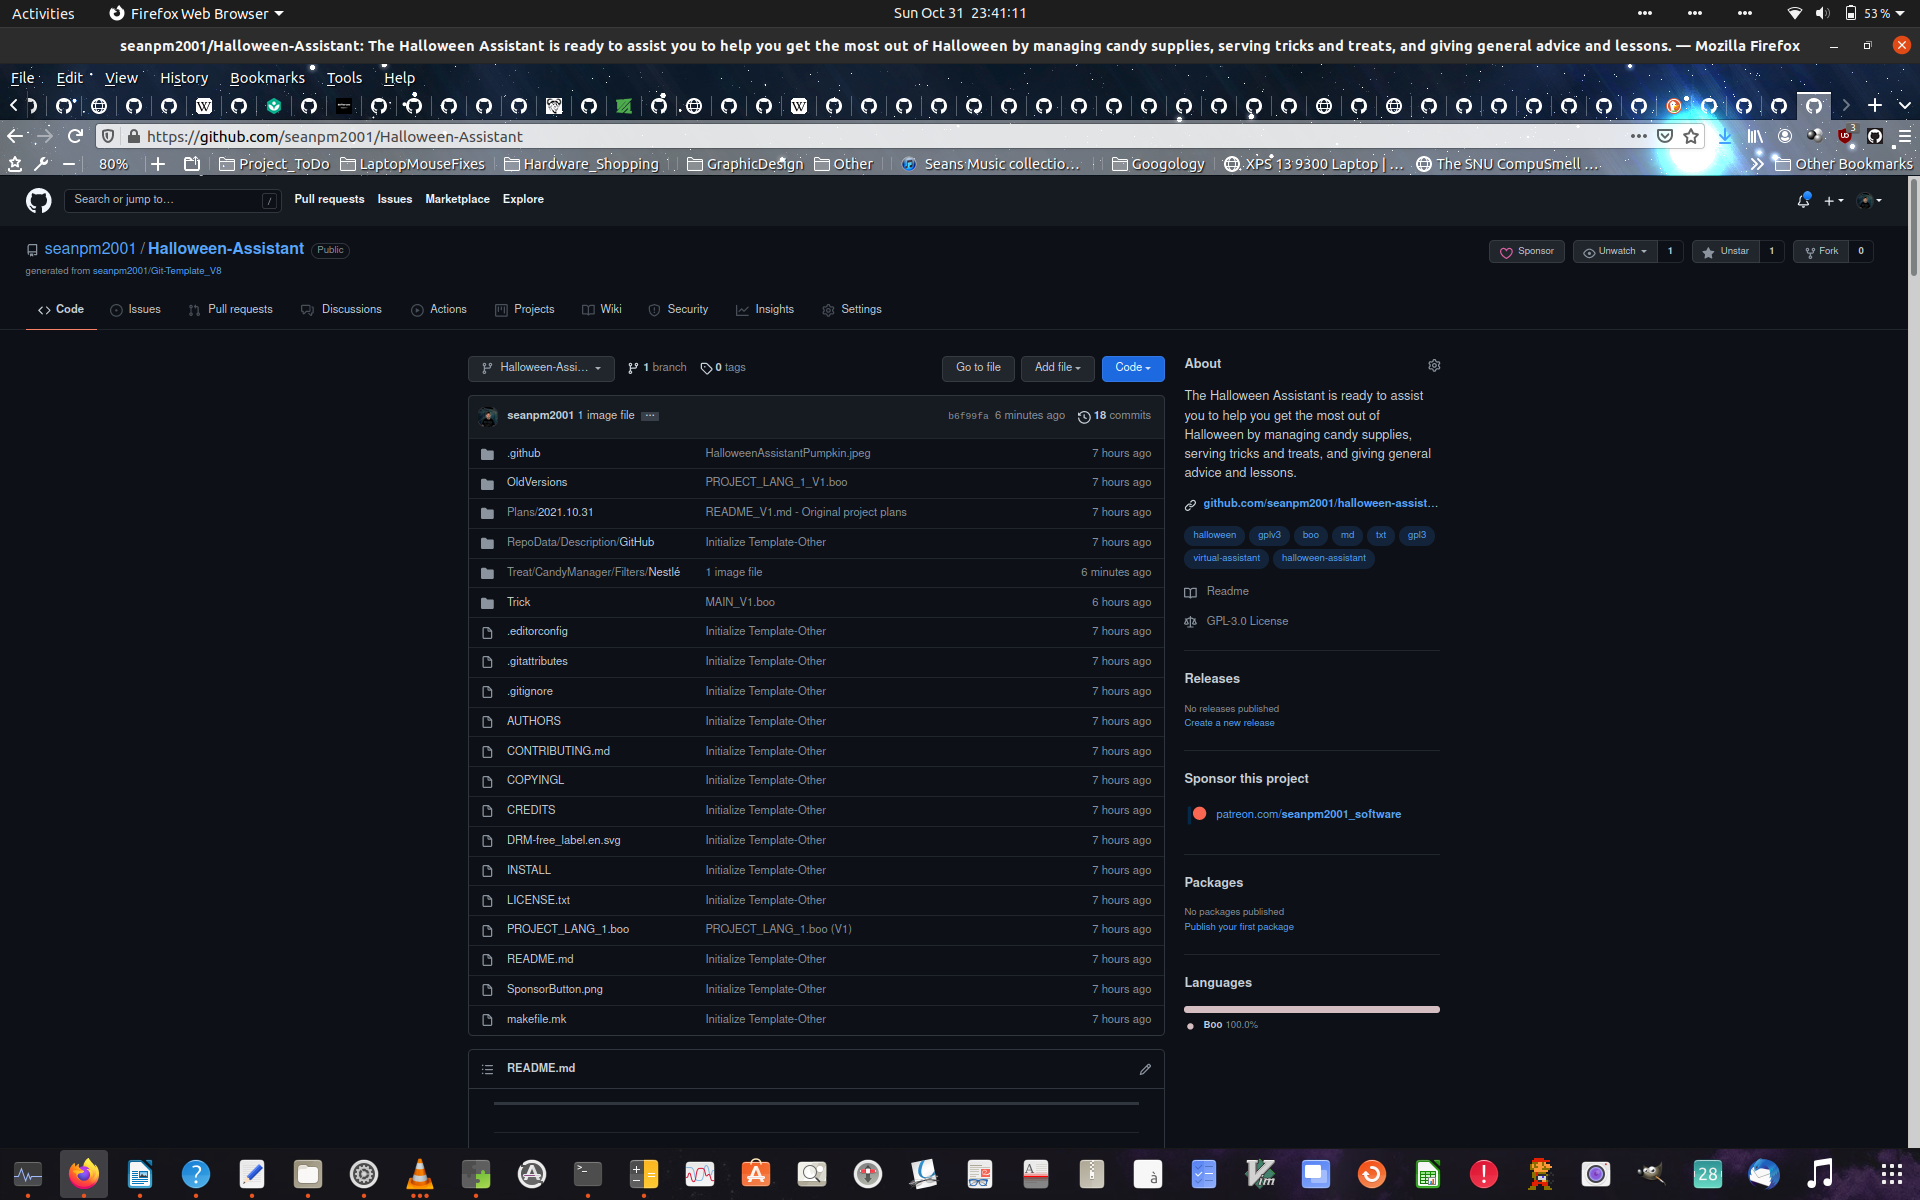 Activities
Firefox Web Browser
Sun Oct 31 23:41:11
53 %
seanpm2001/Halloween-Assistant: The Halloween Assistant is ready to assist you to help you get the most out of Halloween by managing candy supplies, serving tricks and treats, and giving general advice and lessons. — Mozilla Firefox
File Edit View History Bookmarks Tools Help
https://github.com/seanpm2001/Halloween-Assistant
3
80%
Project_ToDo
LaptopMouseFixes
Hardware_Shopping
GraphicDesign
Other
Seans Music collectio…
Googology
XPS 13 9300 Laptop | …
The SNU CompuSmell …
Other Bookmarks
Search or jump to…
/
Pull requests
Issues
Marketplace
Explore
seanpm2001 / Halloween-Assistant
Public
generated from seanpm2001/Git-Template_V8
Sponsor
Unwatch 1
Unstar 1
Fork 0
Code
Issues
Pull requests
Discussions
Actions
Projects
Wiki
Security
Insights
Settings
Halloween-Assi…
1 branch
0 tags
Go to file
Add file
Code
seanpm2001 1 image file
b6f99fa 6 minutes ago
18 commits
.github HalloweenAssistantPumpkin.jpeg 7 hours ago
OldVersions PROJECT_LANG_1_V1.boo 7 hours ago
Plans/2021.10.31 README_V1.md - Original project plans 7 hours ago
RepoData/Description/GitHub Initialize Template-Other 7 hours ago
Treat/CandyManager/Filters/Nestlé 1 image file 6 minutes ago
Trick MAIN_V1.boo 6 hours ago
.editorconfig Initialize Template-Other 7 hours ago
.gitattributes Initialize Template-Other 7 hours ago
.gitignore Initialize Template-Other 7 hours ago
AUTHORS Initialize Template-Other 7 hours ago
CONTRIBUTING.md Initialize Template-Other 7 hours ago
COPYINGL Initialize Template-Other 7 hours ago
CREDITS Initialize Template-Other 7 hours ago
DRM-free_label.en.svg Initialize Template-Other 7 hours ago
INSTALL Initialize Template-Other 7 hours ago
LICENSE.txt Initialize Template-Other 7 hours ago
PROJECT_LANG_1.boo PROJECT_LANG_1.boo (V1) 7 hours ago
README.md Initialize Template-Other 7 hours ago
SponsorButton.png Initialize Template-Other 7 hours ago
makefile.mk Initialize Template-Other 7 hours ago
README.md
About
The Halloween Assistant is ready to assist
you to help you get the most out of
Halloween by managing candy supplies,
serving tricks and treats, and giving general
advice and lessons.
github.com/seanpm2001/halloween-assist…
halloween gplv3 boo md txt gpl3
virtual-assistant halloween-assistant
Readme
GPL-3.0 License
Releases
No releases published
Create a new release
Sponsor this project
patreon.com/seanpm2001_software
Packages
No packages published
Publish your first package
Languages
Boo 100.0%
28